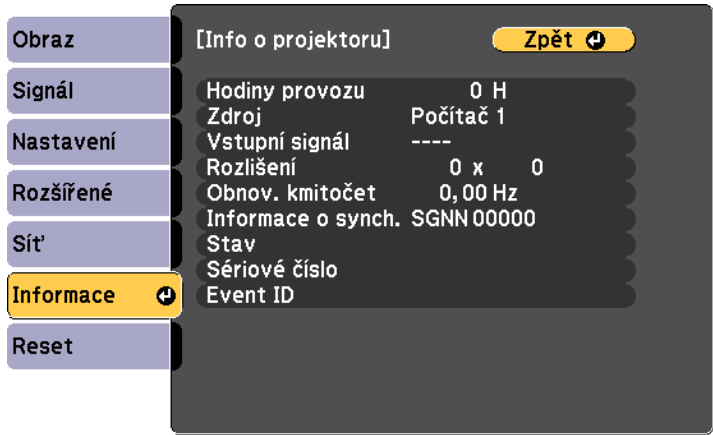 Obraz
Signál
Nastavení
Rozšířené
Síť
Informace
Reset
[Info o projektoru]
Zpět
Hodiny provozu 0 H
Zdroj Počítač 1
Vstupní signál ----
Rozlišení 0 x 0
Obnov. kmitočet 0,00 Hz
Informace o synch. SGNN 00000
Stav
Sériové číslo
Event ID